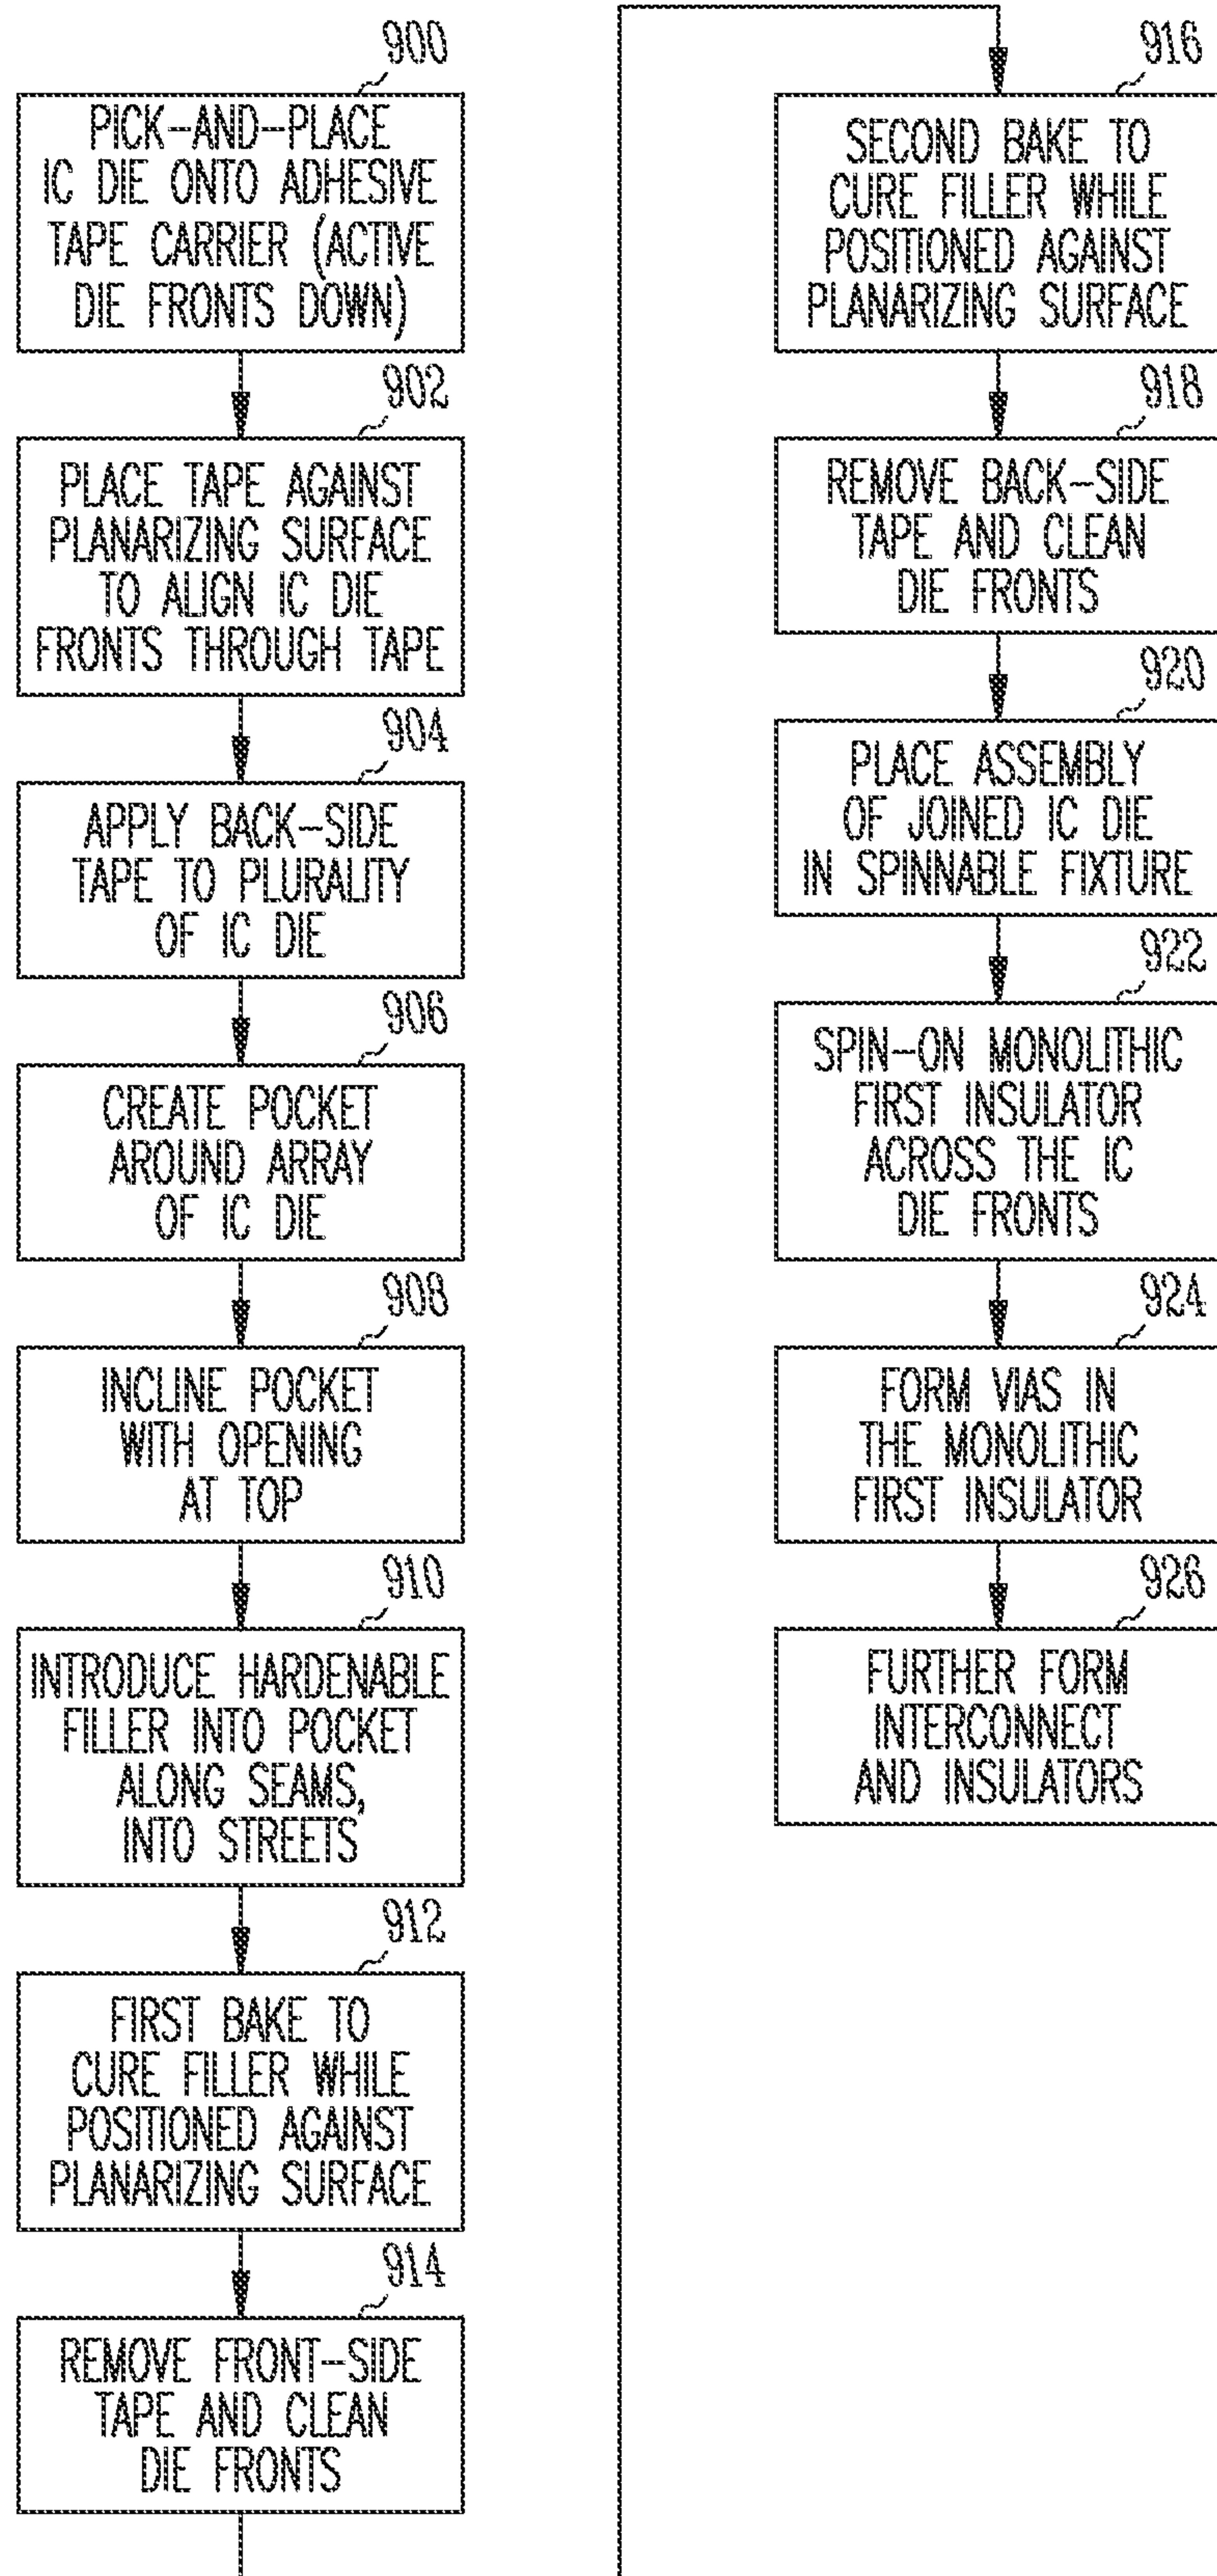 900
PICK-AND-PLACE
IC DIE ONTO ADHESIVE
TAPE CARRIER (ACTIVE
DIE FRONTS DOWN)
902
PLACE TAPE AGAINST
PLANARIZING SURFACE
TO ALIGN IC DIE
FRONTS THROUGH TAPE
904
APPLY BACK-SIDE
TAPE TO PLURALITY
OF IC DIE
906
CREATE POCKET
AROUND ARRAY
OF IC DIE
908
INCLINE POCKET
WITH OPENING
AT TOP
910
INTRODUCE HARDENABLE
FILLER INTO POCKET
ALONG SEAMS,
INTO STREETS
912
FIRST BAKE TO
CURE FILLER WHILE
POSITIONED AGAINST
PLANARIZING SURFACE
914
REMOVE FRONT-SIDE
TAPE AND CLEAN
DIE FRONTS
916
SECOND BAKE TO
CURE FILLER WHILE
POSITIONED AGAINST
PLANARIZING SURFACE
918
REMOVE BACK-SIDE
TAPE AND CLEAN
DIE FRONTS
920
PLACE ASSEMBLY
OF JOINED IC DIE
IN SPINNABLE FIXTURE
922
SPIN-ON MONOLITHIC
FIRST INSULATOR
ACROSS THE IC
DIE FRONTS
924
FORM VIAS IN
THE MONOLITHIC
FIRST INSULATOR
926
FURTHER FORM
INTERCONNECT
AND INSULATORS